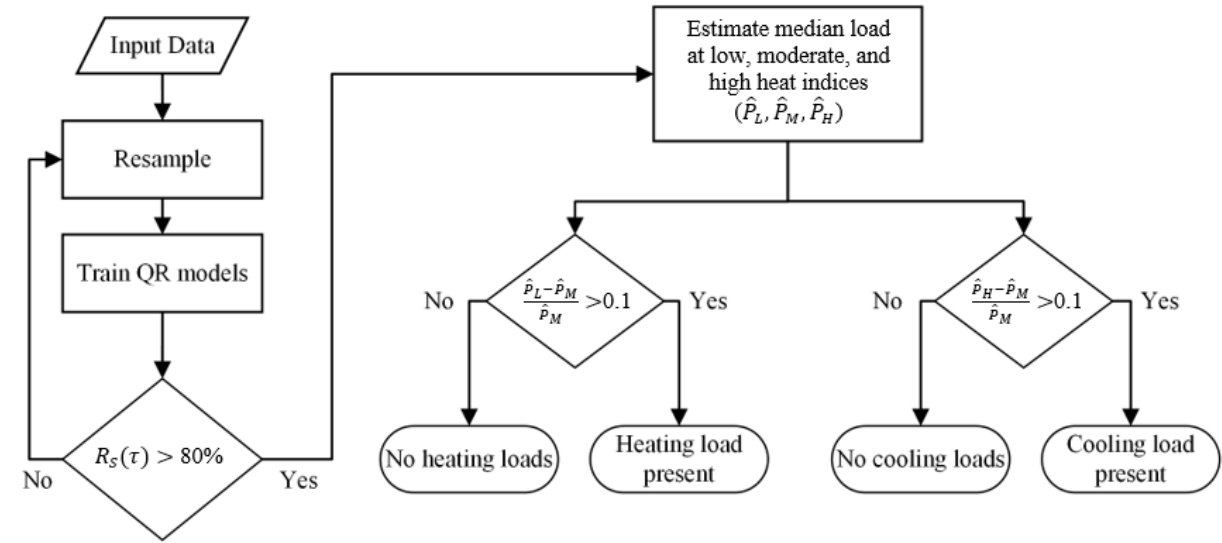 Input Data
Resample
Train QR models
R_S(τ) > 80%
No
Yes
Estimate median load
at low, moderate, and
high heat indices
(P̂_L, P̂_M, P̂_H)
No
(P̂_L−P̂_M)/P̂_M >0.1
Yes
No heating loads
Heating load
present
No
(P̂_H−P̂_M)/P̂_M >0.1
Yes
No cooling loads
Cooling load
present